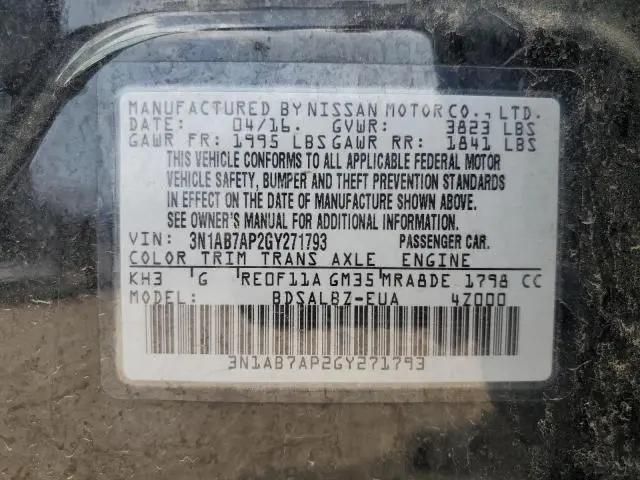 MANUFACTURED BY NISSAN MOTOR CO., LTD.
DATE: 04/16. GVWR: 3823 LBS
GAWR FR: 1995 LBS GAWR RR: 1841 LBS
THIS VEHICLE CONFORMS TO ALL APPLICABLE FEDERAL MOTOR
VEHICLE SAFETY, BUMPER AND THEFT PREVENTION STANDARDS
IN EFFECT ON THE DATE OF MANUFACTURE SHOWN ABOVE.
SEE OWNER'S MANUAL FOR ADDITIONAL INFORMATION.
VIN: 3N1AB7AP2GY271793 PASSENGER CAR.
COLOR TRIM TRANS AXLE ENGINE
KH3 G RE0F11A GM35 MRA8DE 1798 CC
MODEL: BDSALBZ-EUA 4Z000
3N1AB7AP2GY271793